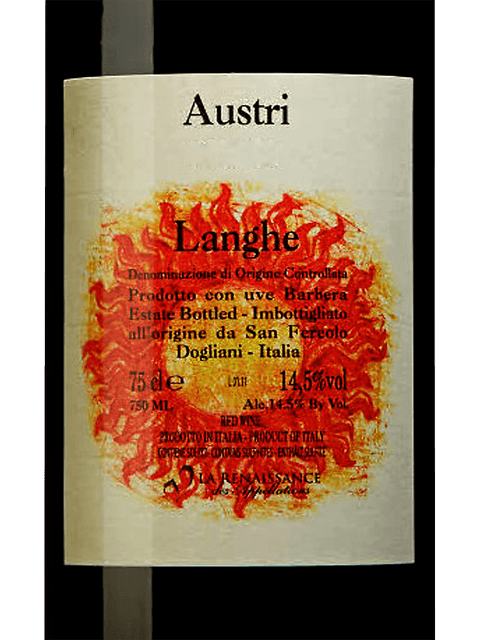 Austri
Langhe
Denominazione di Origine Controllata
Prodotto con uve Barbera
Estate Bottled - Imbottigliato
all'origine da San Fereolo
Dogliani - Italia
75 cl e 14,5%vol
750 ML Alc.14.5% By Vol.
RED WINE
PRODOTTO IN ITALIA - PRODUCT OF ITALY
LA RENAISSANCE
des Appellations